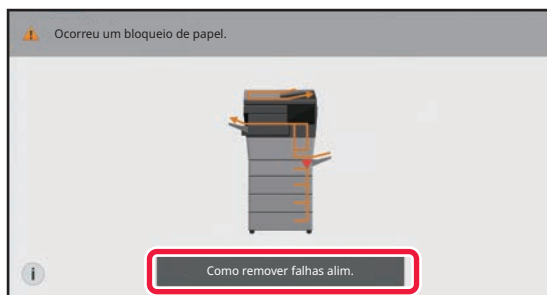 Ocorreu um bloqueio de papel.
i
Como remover falhas alim.